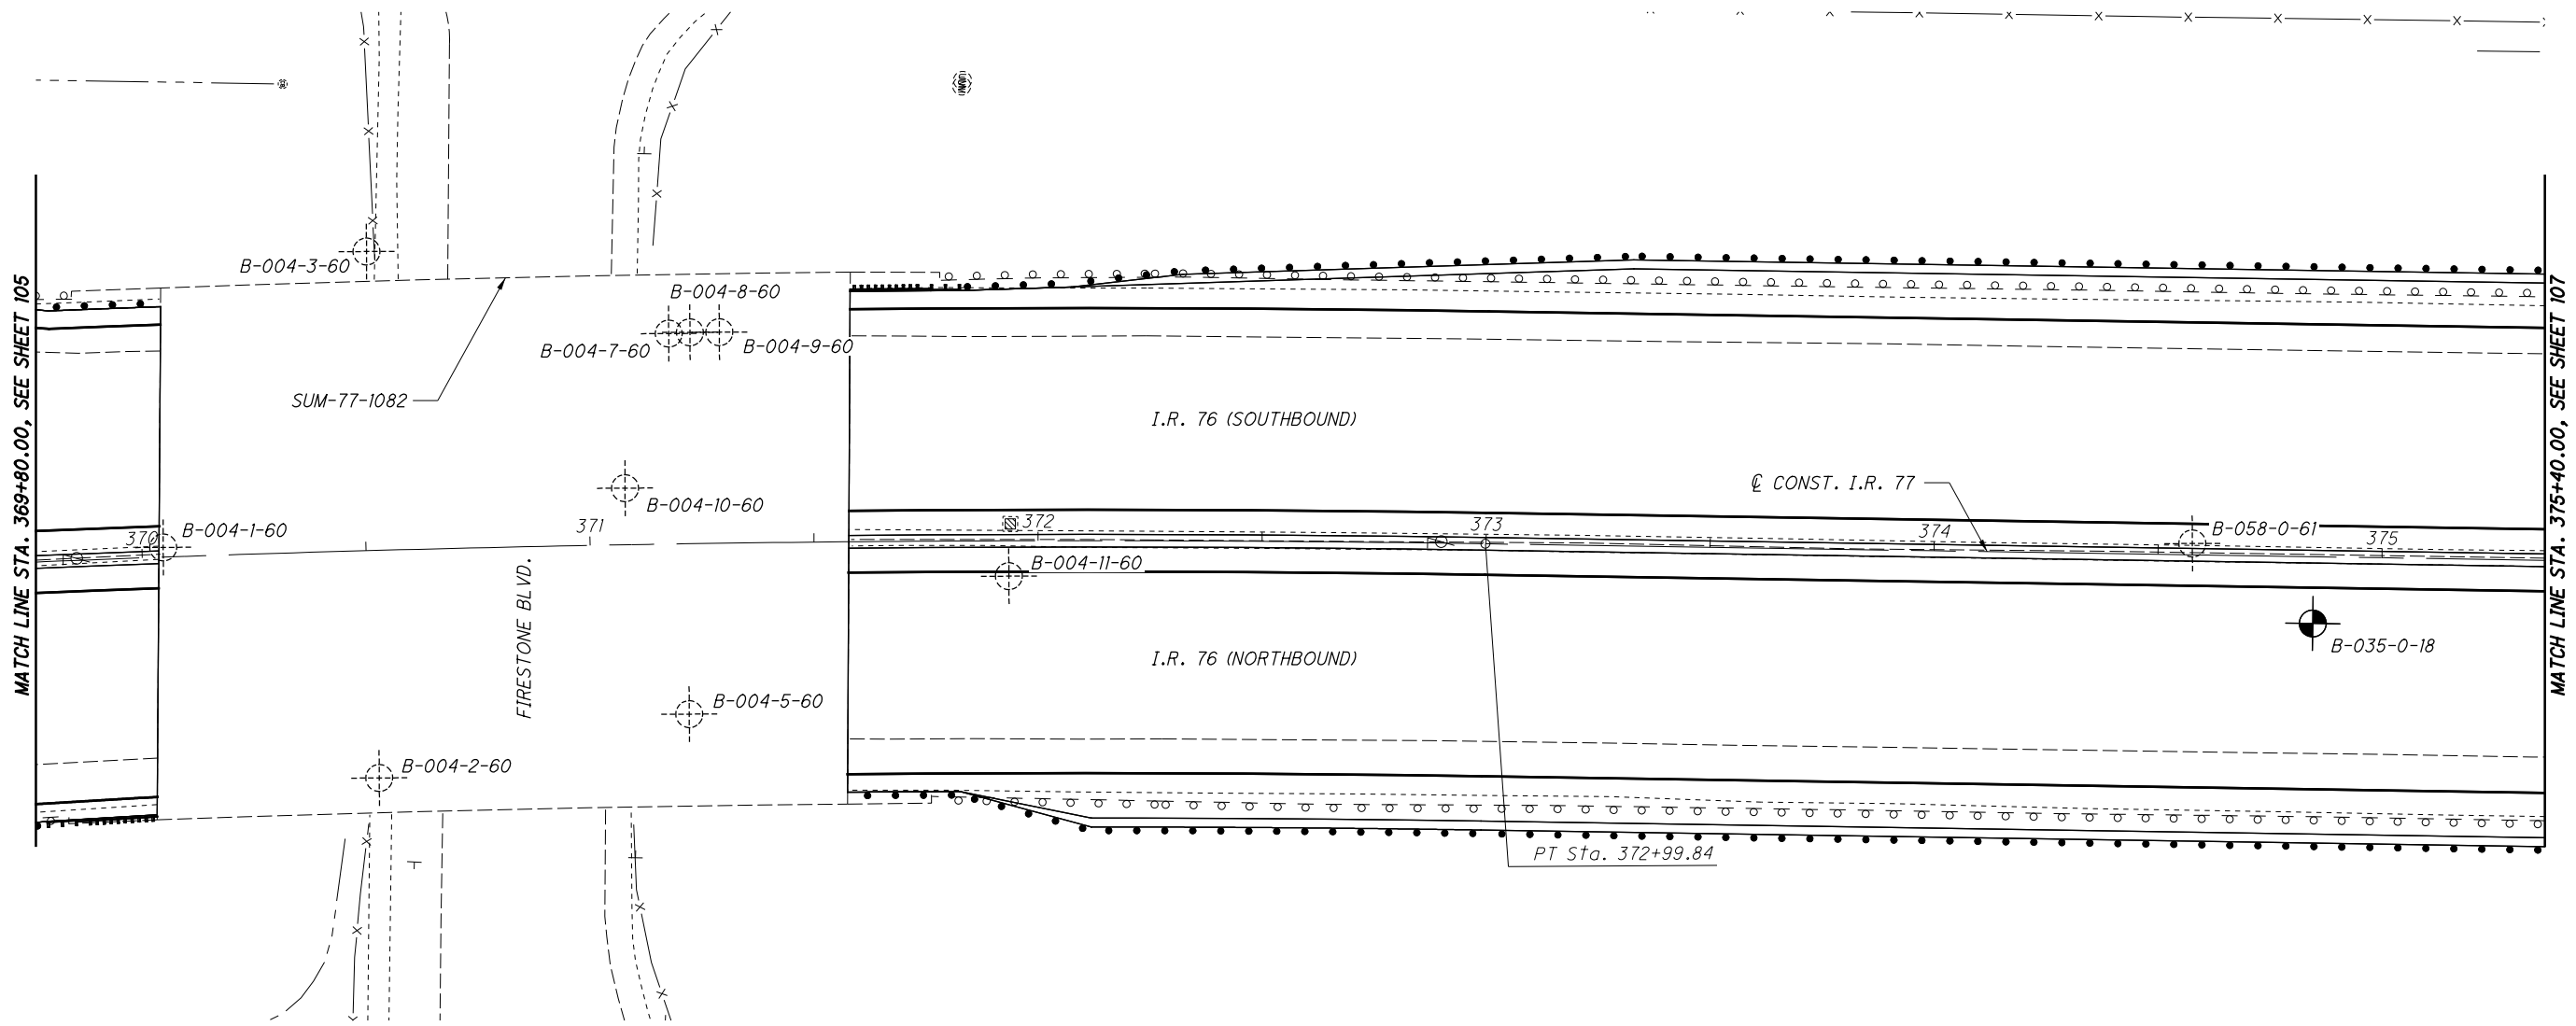 MATCH LINE STA. 369+80.00, SEE SHEET 105
B-004-3-60
B-004-8-60
B-004-7-60
B-004-9-60
SUM-77-1082
I.R. 76 (SOUTHBOUND)
℄ CONST. I.R. 77
B-004-10-60
B-004-1-60
370
371
372
373
374
375
B-058-0-61
B-004-11-60
FIRESTONE BLVD.
B-035-0-18
I.R. 76 (NORTHBOUND)
B-004-5-60
B-004-2-60
PT Sta. 372+99.84
MATCH LINE STA. 375+40.00, SEE SHEET 107